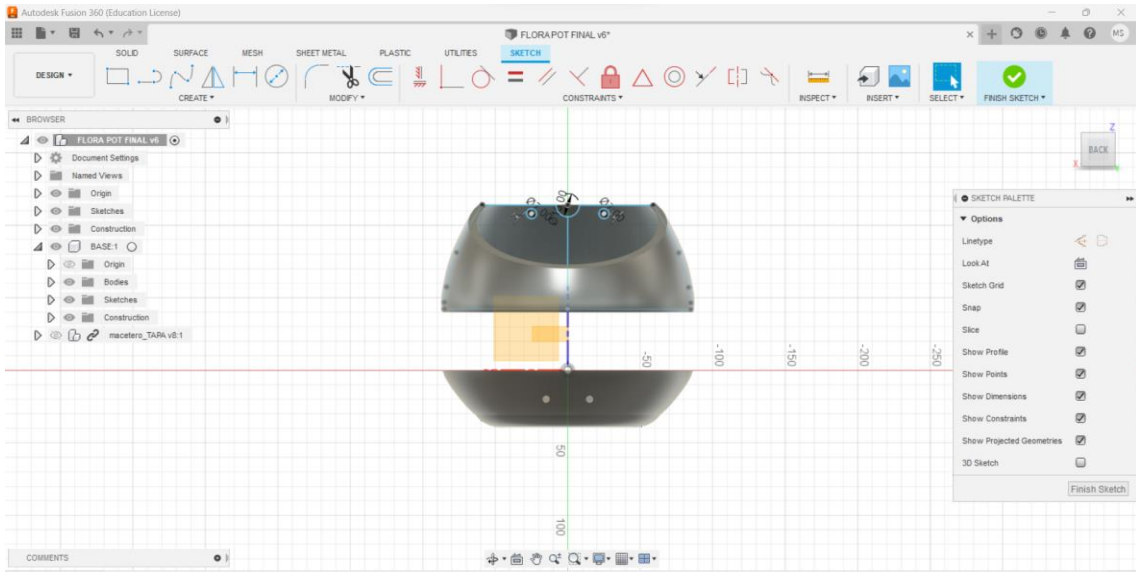 Autodesk Fusion 360 (Education License)
FLORA POT FINAL v6*
MS
SOLID SURFACE MESH SHEET METAL PLASTIC UTILITIES SKETCH
DESIGN
CREATE MODIFY CONSTRAINTS INSPECT INSERT SELECT FINISH SKETCH
BROWSER
FLORA POT FINAL v6
Document Settings
Named Views
Origin
Sketches
Construction
BASE:1
Origin
Bodies
Sketches
Construction
macetero_TAPA v8:1
Z
BACK
X
-50
-100
-150
-200
-250
50
100
SKETCH PALETTE
Options
Linetype
Look At
Sketch Grid
Snap
Slice
Show Profile
Show Points
Show Dimensions
Show Constraints
Show Projected Geometries
3D Sketch
Finish Sketch
COMMENTS